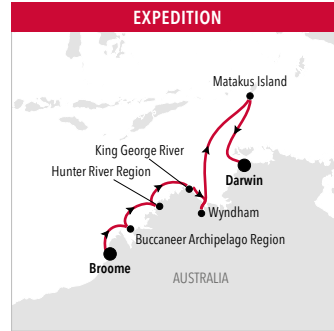 EXPEDITION
Matakus Island
King George River
Hunter River Region
Darwin
Wyndham
Buccaneer Archipelago Region
Broome
AUSTRALIA